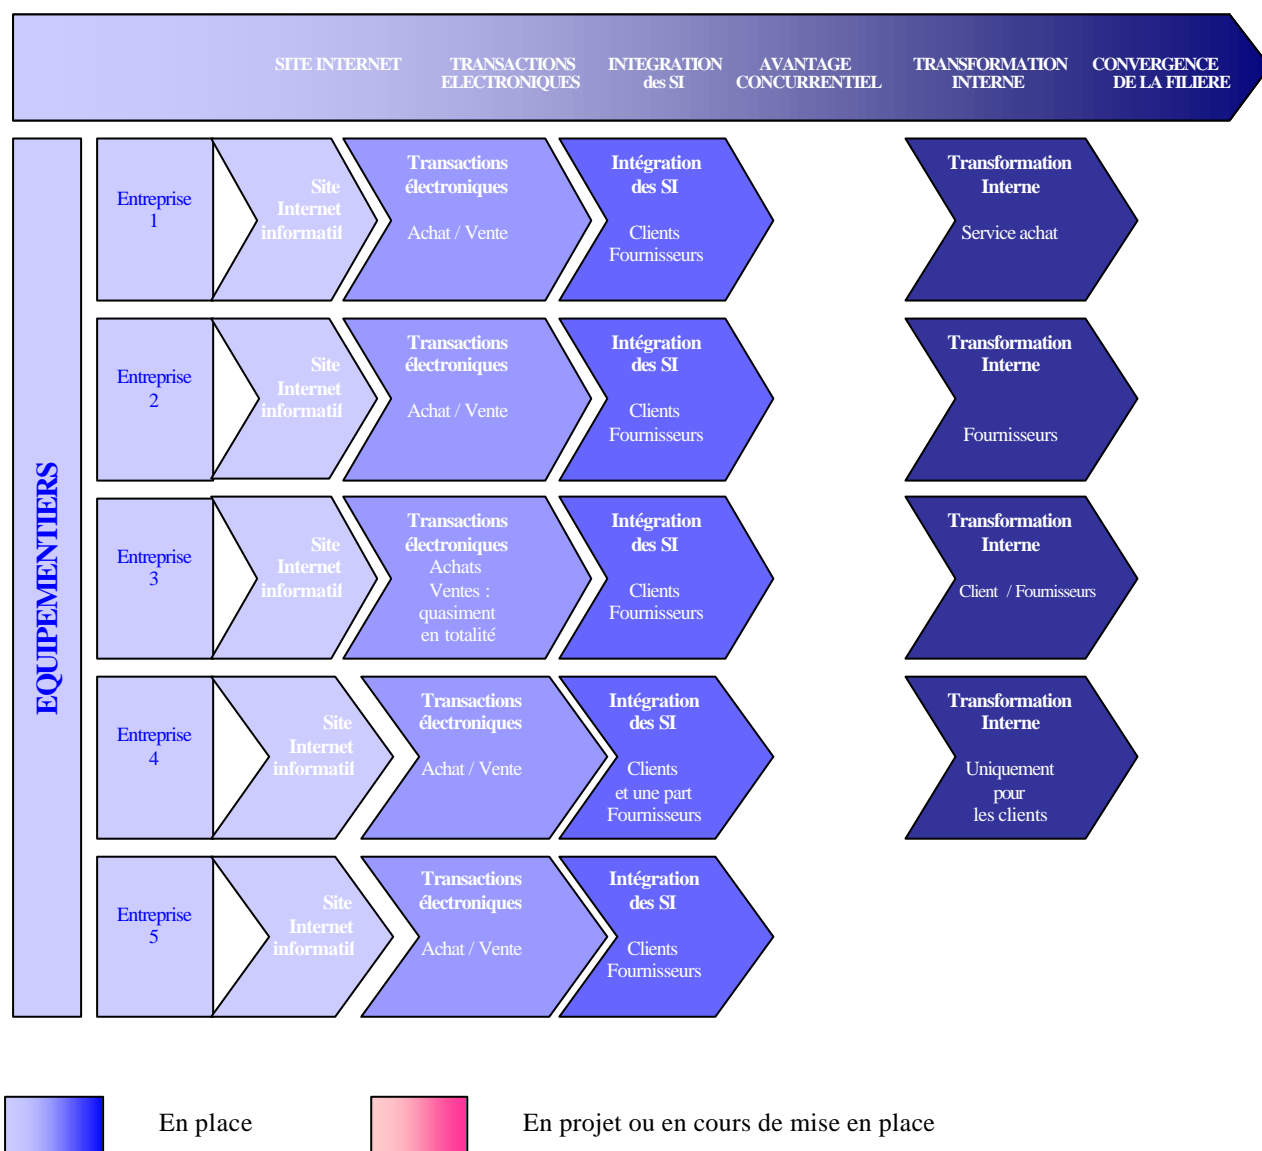 SITE INTERNET
TRANSACTIONS
ELECTRONIQUES
INTEGRATION
des SI
AVANTAGE
CONCURRENTIEL
TRANSFORMATION
INTERNE
CONVERGENCE
DE LA FILIERE
EQUIPEMENTIERS
Entreprise
1
Site
Internet
informatif
Transactions
électroniques
Achat / Vente
Intégration
des SI
Clients
Fournisseurs
Transformation
Interne
Service achat
Entreprise
2
Site
Internet
informatif
Transactions
électroniques
Achat / Vente
Intégration
des SI
Clients
Fournisseurs
Transformation
Interne
Fournisseurs
Entreprise
3
Site
Internet
informatif
Transactions
électroniques
Achats
Ventes :
quasiment
en totalité
Intégration
des SI
Clients
Fournisseurs
Transformation
Interne
Client / Fournisseurs
Entreprise
4
Site
Internet
informatif
Transactions
électroniques
Achat / Vente
Intégration
des SI
Clients
et une part
Fournisseurs
Transformation
Interne
Uniquement
pour
les clients
Entreprise
5
Site
Internet
informatif
Transactions
électroniques
Achat / Vente
Intégration
des SI
Clients
Fournisseurs
En place
En projet ou en cours de mise en place